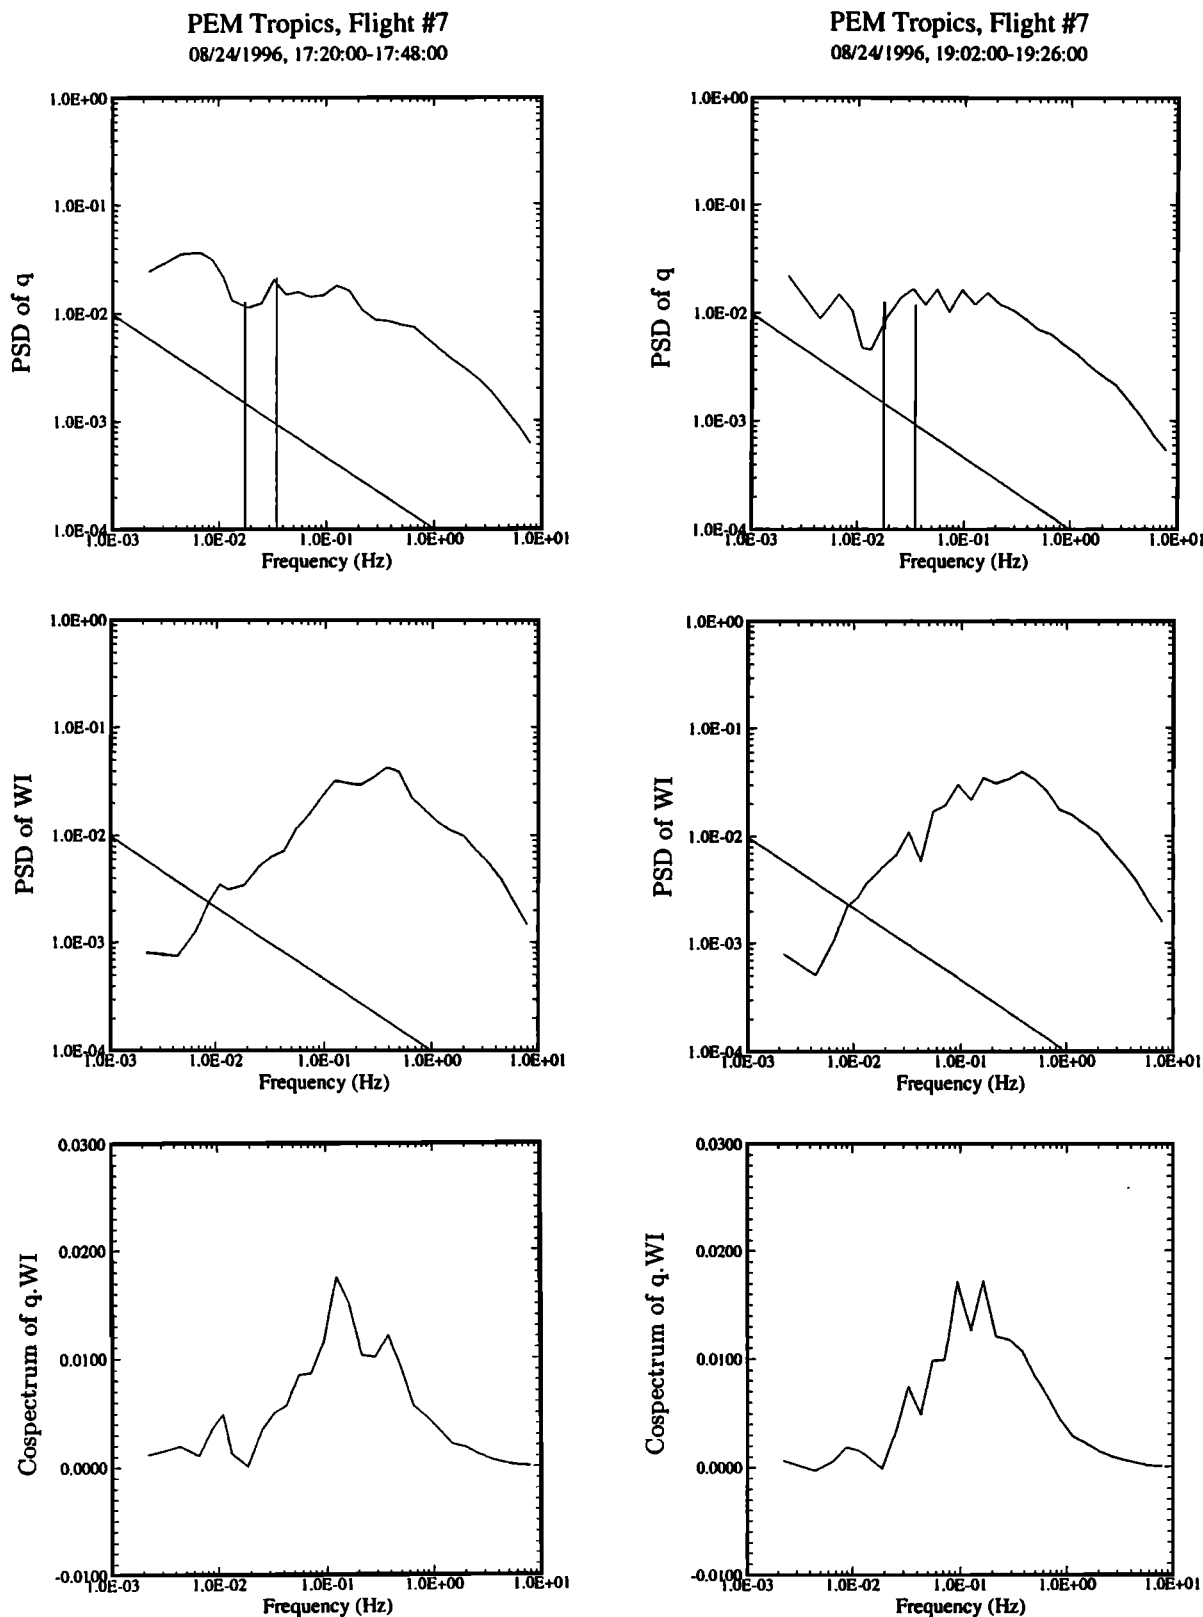 PEM Tropics, Flight #7
08/24/1996, 17:20:00-17:48:00
PEM Tropics, Flight #7
08/24/1996, 19:02:00-19:26:00
1.0E+00
1.0E-01
1.0E-02
1.0E-03
1.0E-04
PSD of q
1.0E-03
1.0E-02
1.0E-01
1.0E+00
1.0E+01
Frequency (Hz)
1.0E+00
1.0E-01
1.0E-02
1.0E-03
1.0E-04
PSD of q
1.0E-03
1.0E-02
1.0E-01
1.0E+00
1.0E+01
Frequency (Hz)
1.0E+00
1.0E-01
1.0E-02
1.0E-03
1.0E-04
PSD of WI
1.0E-03
1.0E-02
1.0E-01
1.0E+00
1.0E+01
Frequency (Hz)
1.0E+00
1.0E-01
1.0E-02
1.0E-03
1.0E-04
PSD of WI
1.0E-03
1.0E-02
1.0E-01
1.0E+00
1.0E+01
Frequency (Hz)
0.0300
0.0200
0.0100
0.0000
-0.0100
Cospectrum of q.WI
1.0E-03
1.0E-02
1.0E-01
1.0E+00
1.0E+01
Frequency (Hz)
0.0300
0.0200
0.0100
0.0000
-0.0100
Cospectrum of q.WI
1.0E-03
1.0E-02
1.0E-01
1.0E+00
1.0E+01
Frequency (Hz)